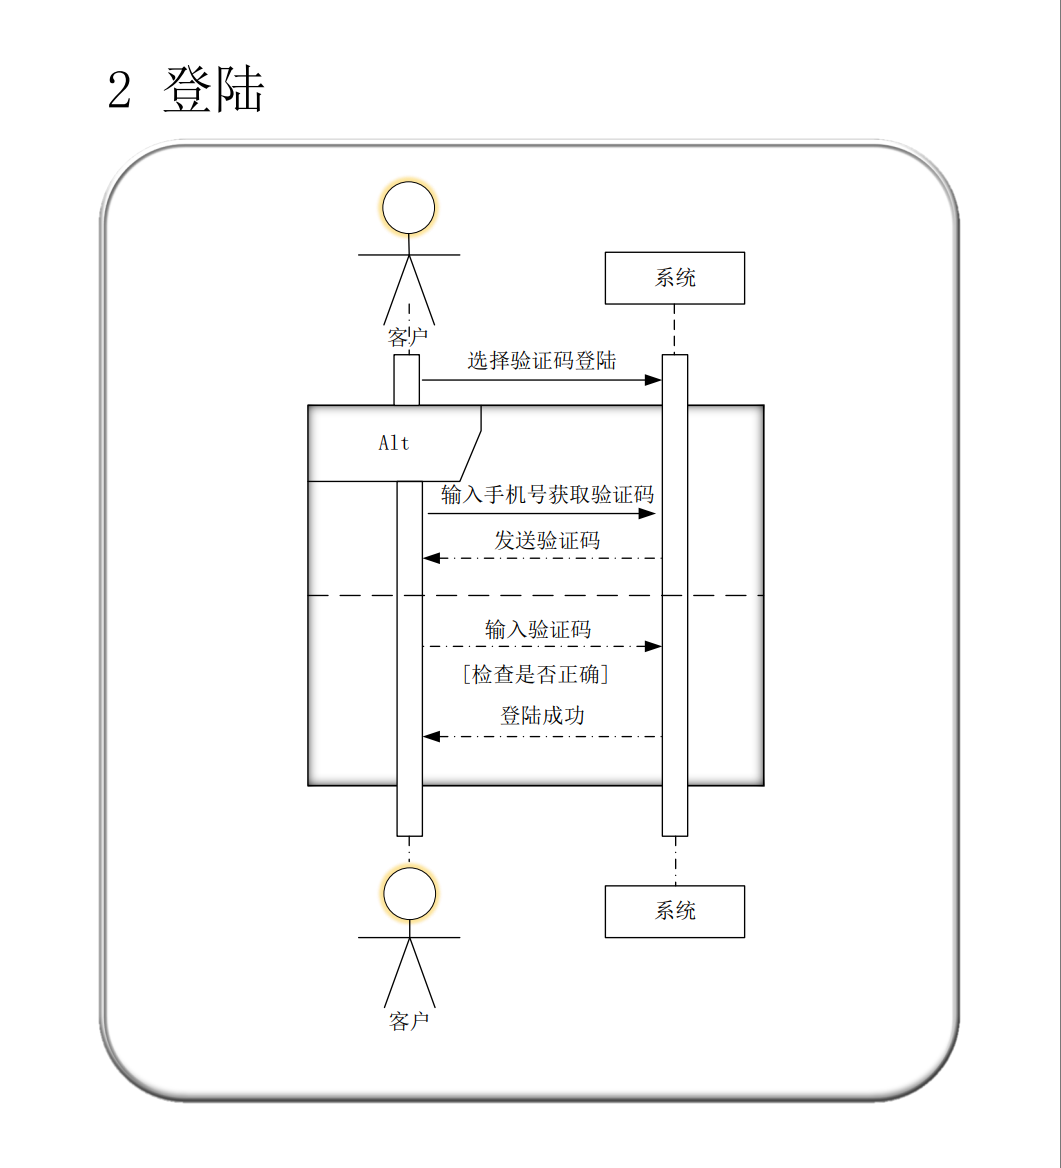 2 登陆
系统
客户
选择验证码登陆
Alt
输入手机号获取验证码
发送验证码
输入验证码
[检查是否正确]
登陆成功
系统
客户